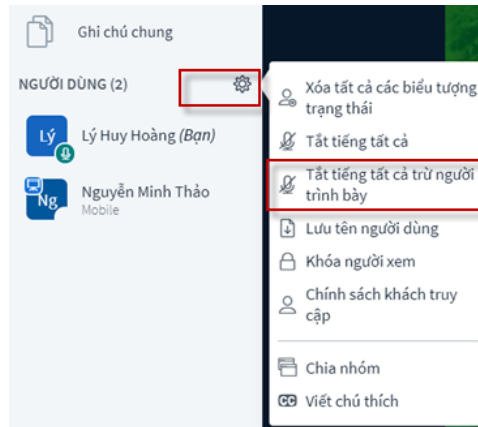 Ghi chú chung
NGƯỜI DÙNG (2)
Lý
Lý Huy Hoàng (Bạn)
Ng
Nguyễn Minh Thảo
Mobile
Xóa tất cả các biểu tượng
trạng thái
Tắt tiếng tất cả
Tắt tiếng tất cả trừ người
trình bày
Lưu tên người dùng
Khóa người xem
Chính sách khách truy
cập
Chia nhóm
CC Viết chú thích